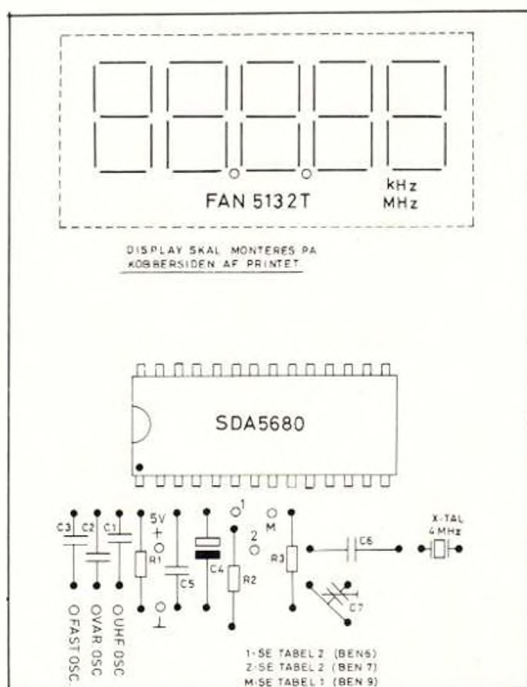 FAN 5132T
kHz
MHz
DISPLAY SKAL MONTERES PA
KOBBERSIDEN AF PRINTET
SDA5680
1
M
2
5V
+
C3
C2
C1
R1
C5
C4
R2
R3
C6
C7
X-TAL
4MHz
FAST OSC.
VAR OSC
UHF OSC
⊥
1-SE TABEL 2 (BEN 6)
2-SE TABEL 2 (BEN 7)
M-SE TABEL 1 (BEN 9)